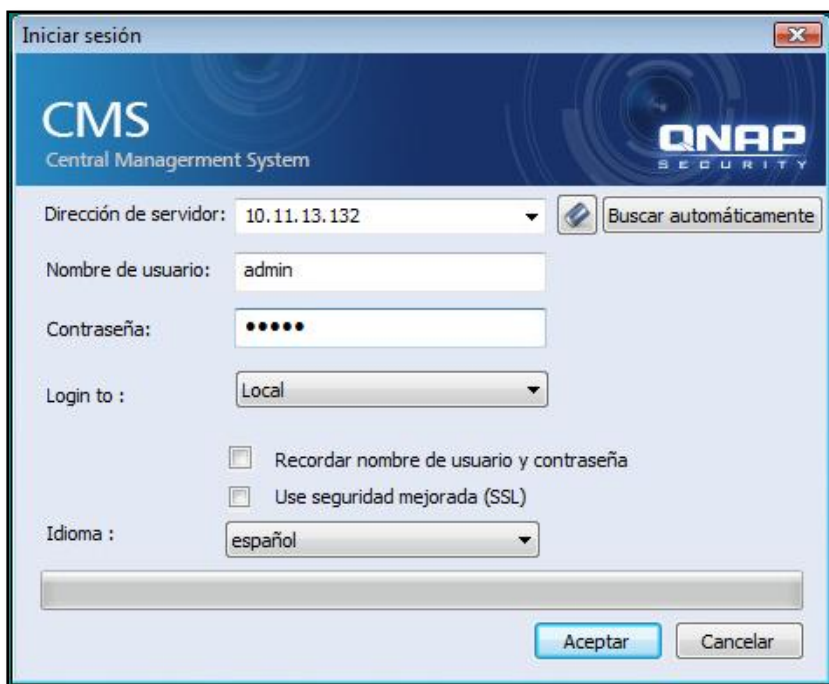 Iniciar sesión
CMS
Central Managerment System
QNAP
SECURITY
Dirección de servidor: 10.11.13.132 Buscar automáticamente
Nombre de usuario: admin
Contraseña: •••••
Login to : Local
Recordar nombre de usuario y contraseña
Use seguridad mejorada (SSL)
Idioma : español
Aceptar Cancelar